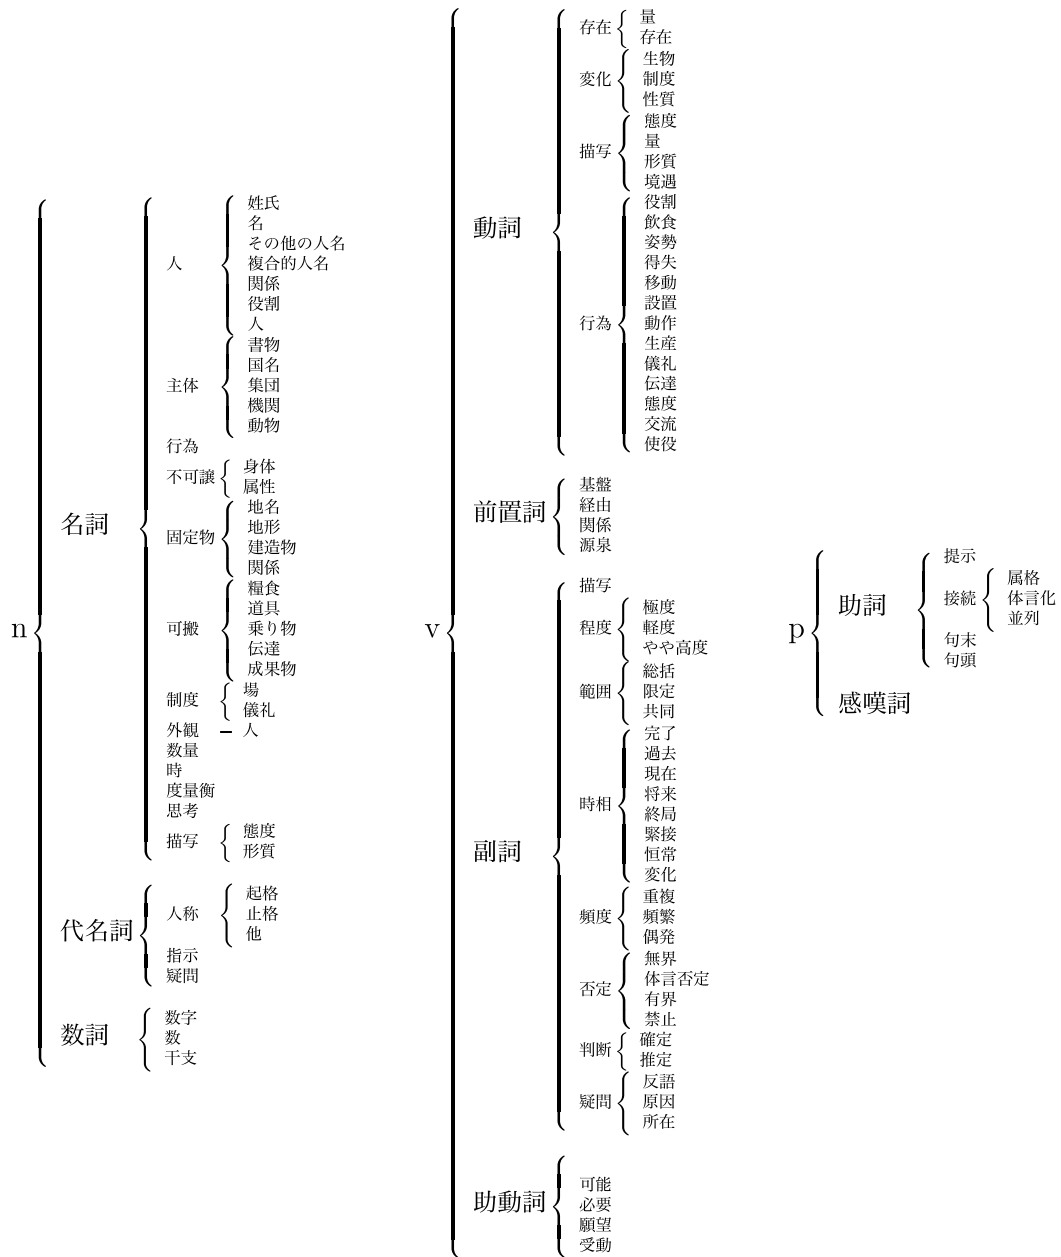 n
名詞
人
姓氏
名
その他の人名
複合的人名
関係
役割
人
主体
書物
国名
集団
機関
動物
行為
不可譲
身体
属性
固定物
地名
地形
建造物
関係
可搬
糧食
道具
乗り物
伝達
成果物
制度
場
儀礼
外観
人
数量
時
度量衡
思考
描写
態度
形質
代名詞
人称
起格
止格
他
指示
疑問
数詞
数字
数
干支
v
動詞
存在
量
存在
変化
生物
制度
性質
描写
態度
量
形質
境遇
行為
役割
飲食
姿勢
得失
移動
設置
動作
生産
儀礼
伝達
態度
交流
使役
前置詞
基盤
経由
関係
源泉
副詞
描写
程度
極度
軽度
やや高度
範囲
総括
限定
共同
時相
完了
過去
現在
将来
終局
緊接
恒常
変化
頻度
重複
頻繁
偶発
否定
無界
体言否定
有界
禁止
判断
確定
推定
疑問
反語
原因
所在
助動詞
可能
必要
願望
受動
p
助詞
提示
接続
属格
体言化
並列
句末
句頭
感嘆詞